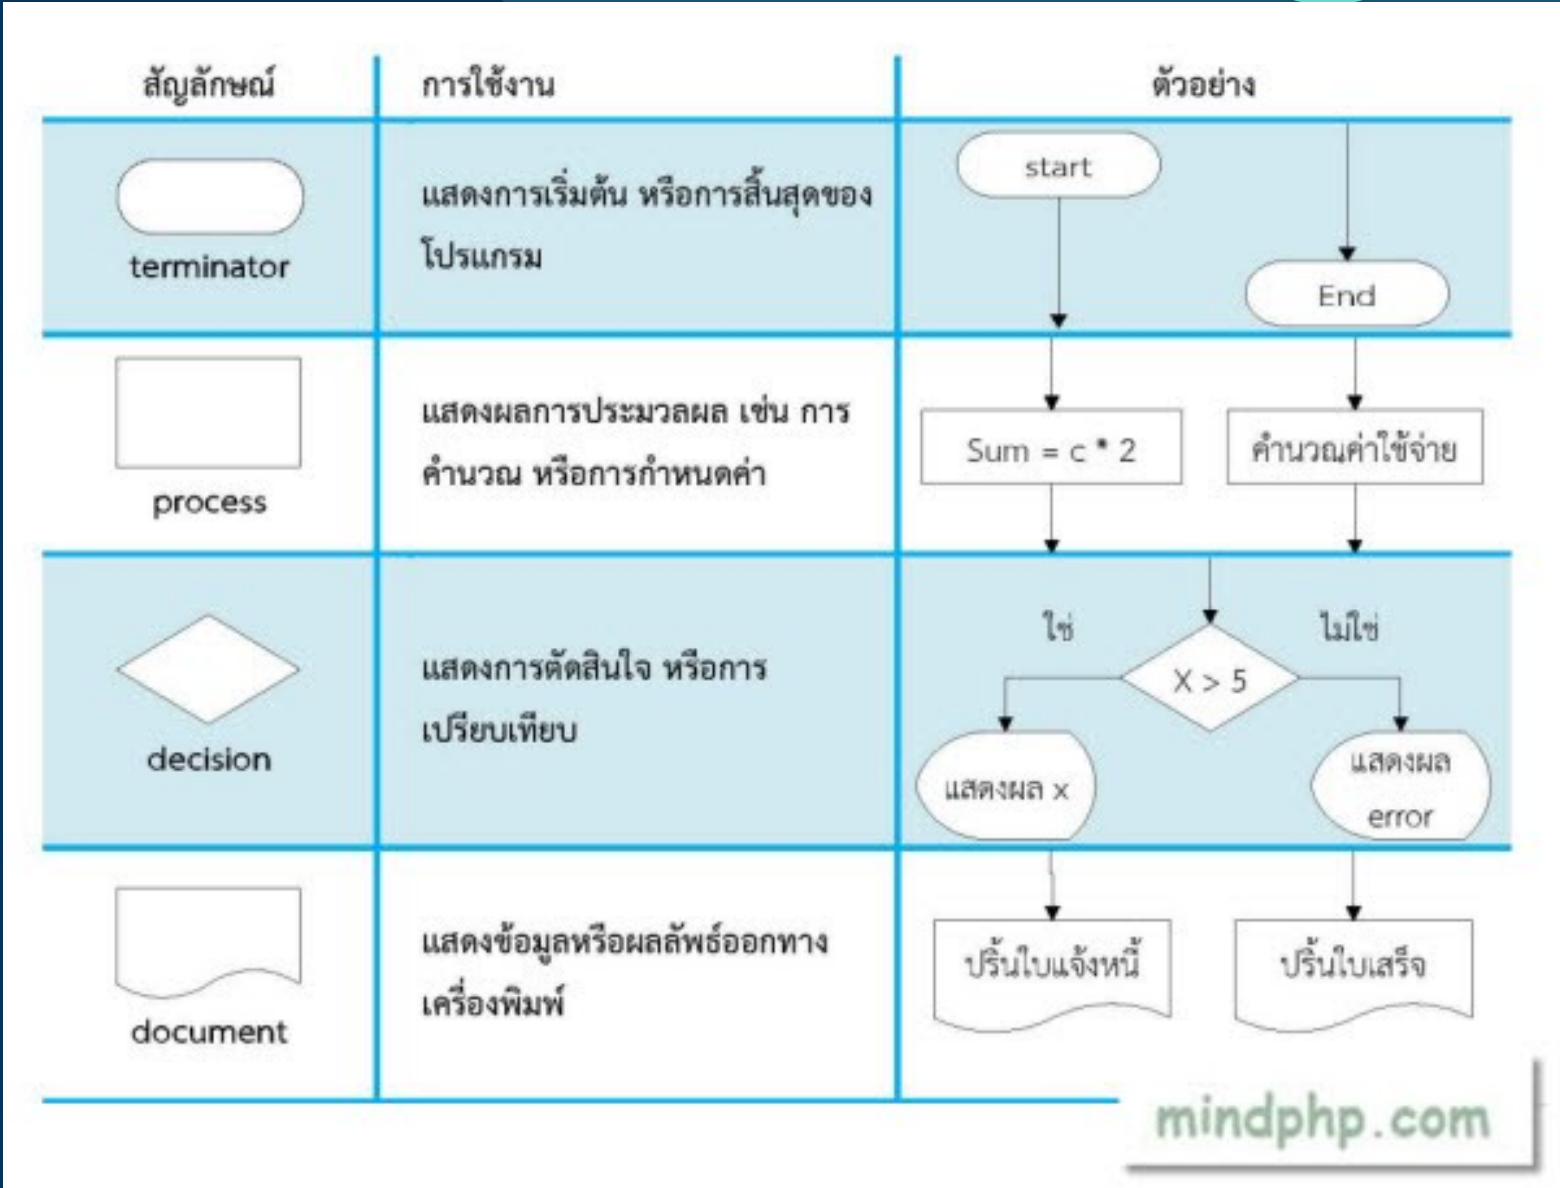 สัญลักษณ์ การใช้งาน ตัวอย่าง
terminator
แสดงการเริ่มต้น หรือการสิ้นสุดของ
โปรแกรม
start
End
process
แสดงผลการประมวลผล เช่น การ
คำนวณ หรือการกำหนดค่า
Sum = c * 2
คำนวณค่าใช้จ่าย
decision
แสดงการตัดสินใจ หรือการ
เปรียบเทียบ
ใช่
ไม่ใช่
X > 5
แสดงผล x
แสดงผล
error
document
แสดงข้อมูลหรือผลลัพธ์ออกทาง
เครื่องพิมพ์
ปริ้นใบแจ้งหนี้
ปริ้นใบเสร็จ
mindphp.com